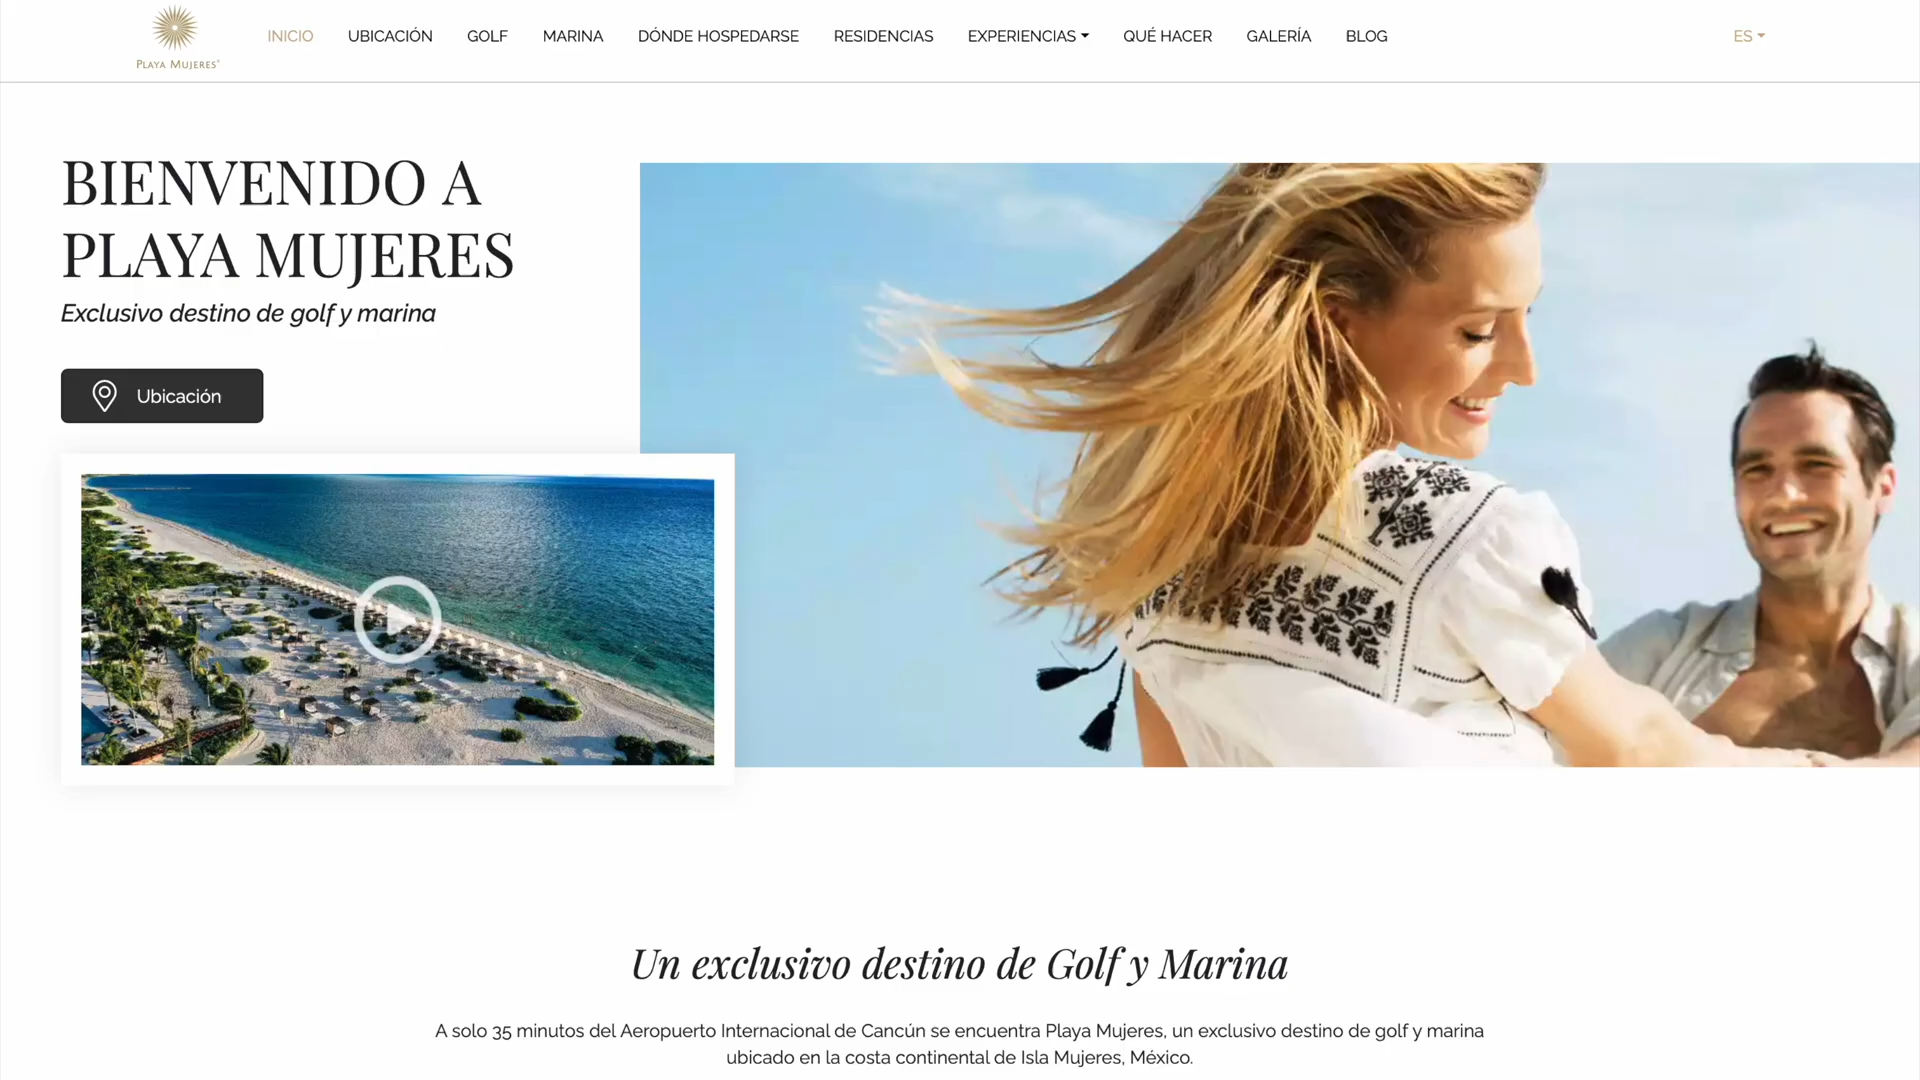 PLAYA MUJERES
INICIO
UBICACIÓN
GOLF
MARINA
DÓNDE HOSPEDARSE
RESIDENCIAS
EXPERIENCIAS
QUÉ HACER
GALERÍA
BLOG
ES
BIENVENIDO A
PLAYA MUJERES
Exclusivo destino de golf y marina
Ubicación
Un exclusivo destino de Golf y Marina
A solo 35 minutos del Aeropuerto Internacional de Cancún se encuentra Playa Mujeres, un exclusivo destino de golf y marina
ubicado en la costa continental de Isla Mujeres, México.